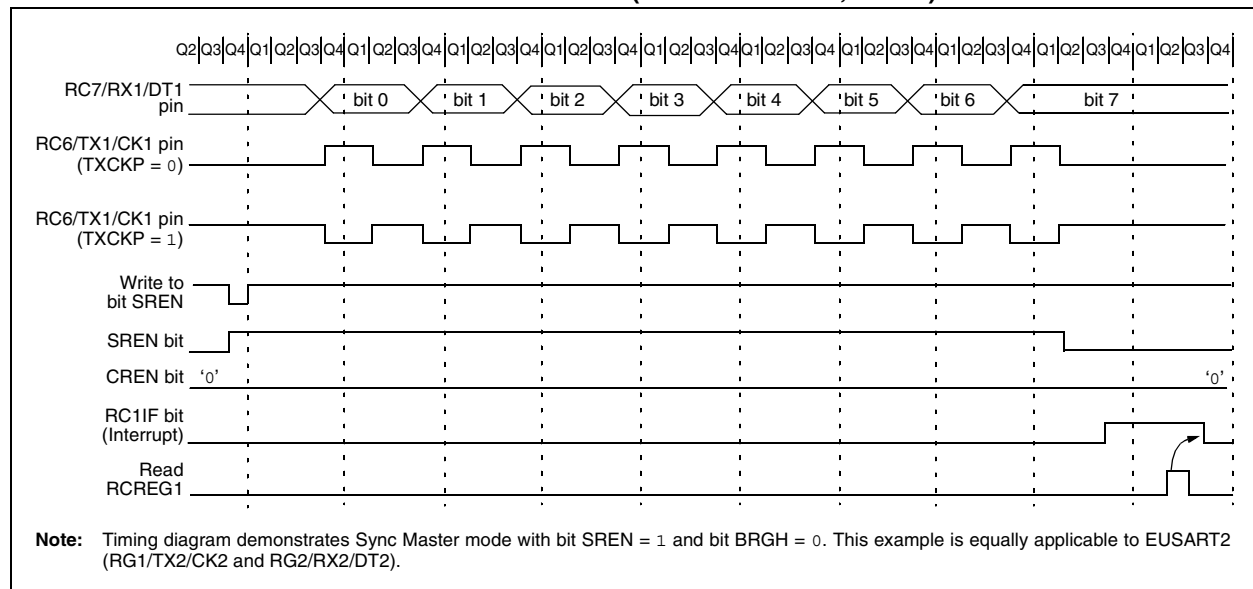 Q2 Q3 Q4 Q1 Q2 Q3 Q4 Q1 Q2 Q3 Q4 Q1 Q2 Q3 Q4 Q1 Q2 Q3 Q4 Q1 Q2 Q3 Q4 Q1 Q2 Q3 Q4 Q1 Q2 Q3 Q4 Q1 Q2 Q3 Q4 Q1 Q2 Q3 Q4 Q1 Q2 Q3 Q4
RC7/RX1/DT1
pin
bit 0 bit 1 bit 2 bit 3 bit 4 bit 5 bit 6 bit 7
RC6/TX1/CK1 pin
(TXCKP = 0)
RC6/TX1/CK1 pin
(TXCKP = 1)
Write to
bit SREN
SREN bit
CREN bit ‘0’ ‘0’
RC1IF bit
(Interrupt)
Read
RCREG1
Note: Timing diagram demonstrates Sync Master mode with bit SREN = 1 and bit BRGH = 0. This example is equally applicable to EUSART2
(RG1/TX2/CK2 and RG2/RX2/DT2).